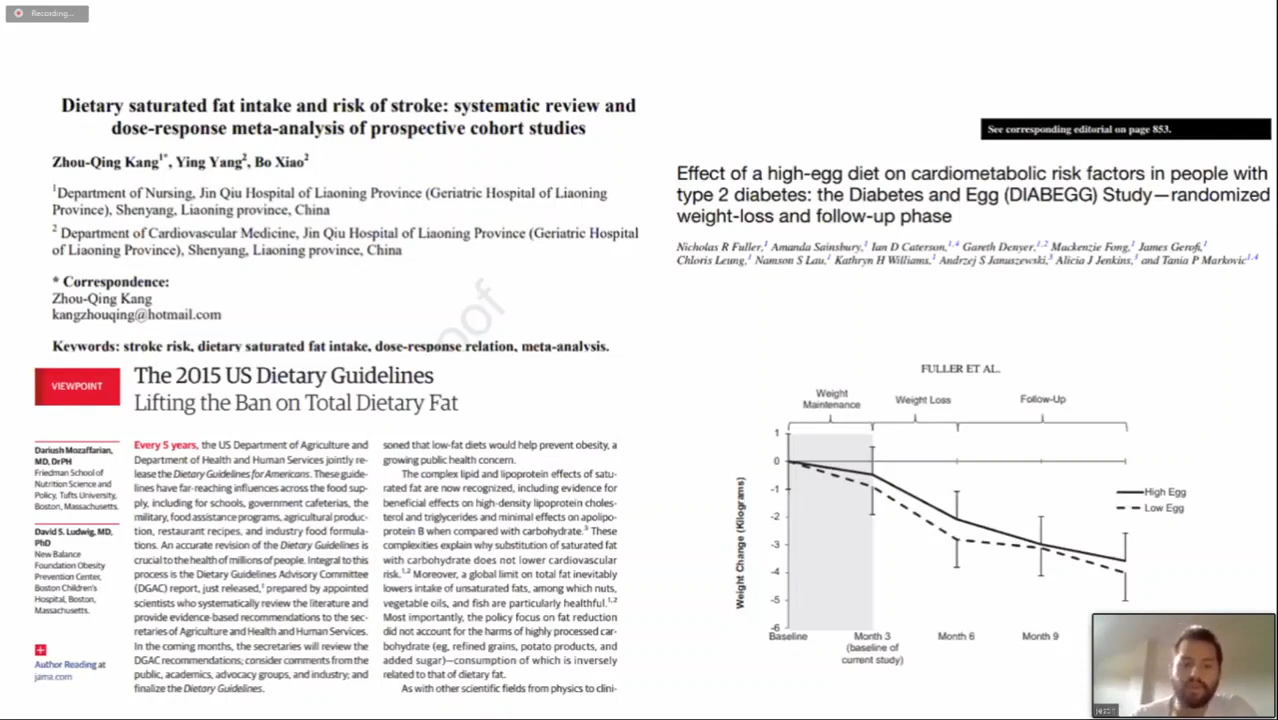 Recording...
Dietary saturated fat intake and risk of stroke: systematic review and
dose-response meta-analysis of prospective cohort studies
Zhou-Qing Kang1*, Ying Yang2, Bo Xiao2
1Department of Nursing, Jin Qiu Hospital of Liaoning Province (Geriatric Hospital of Liaoning
Province), Shenyang, Liaoning province, China
2 Department of Cardiovascular Medicine, Jin Qiu Hospital of Liaoning Province (Geriatric Hospital
of Liaoning Province), Shenyang, Liaoning province, China
* Correspondence:
Zhou-Qing Kang
kangzhouqing@hotmail.com
oof
Keywords: stroke risk, dietary saturated fat intake, dose-response relation, meta-analysis.
VIEWPOINT
The 2015 US Dietary Guidelines
Lifting the Ban on Total Dietary Fat
Dariush Mozaffarian,
MD, DrPH
Friedman School of
Nutrition Science and
Policy, Tufts University,
Boston, Massachusetts.
David S. Ludwig, MD,
PhD
New Balance
Foundation Obesity
Prevention Center,
Boston Children's
Hospital, Boston,
Massachusetts.
Author Reading at
jama.com
Every 5 years, the US Department of Agriculture and
Department of Health and Human Services jointly re-
lease the Dietary Guidelines for Americans. These guide-
lines have far-reaching influences across the food sup-
ply, including for schools, government cafeterias, the
military, food assistance programs, agricultural produc-
tion, restaurant recipes, and industry food formula-
tions. An accurate revision of the Dietary Guidelines is
crucial to the health of millions of people. Integral to this
process is the Dietary Guidelines Advisory Committee
(DGAC) report, just released,1 prepared by appointed
scientists who systematically review the literature and
provide evidence-based recommendations to the sec-
retaries of Agriculture and Health and Human Services.
In the coming months, the secretaries will review the
DGAC recommendations; consider comments from the
public, academics, advocacy groups, and industry; and
finalize the Dietary Guidelines.
soned that low-fat diets would help prevent obesity, a
growing public health concern.
The complex lipid and lipoprotein effects of satu-
rated fat are now recognized, including evidence for
beneficial effects on high-density lipoprotein choles-
terol and triglycerides and minimal effects on apolipo-
protein B when compared with carbohydrate.3 These
complexities explain why substitution of saturated fat
with carbohydrate does not lower cardiovascular
risk.1,2 Moreover, a global limit on total fat inevitably
lowers intake of unsaturated fats, among which nuts,
vegetable oils, and fish are particularly healthful.1,2
Most importantly, the policy focus on fat reduction
did not account for the harms of highly processed car-
bohydrate (eg, refined grains, potato products, and
added sugar)—consumption of which is inversely
related to that of dietary fat.
As with other scientific fields from physics to clini-
See corresponding editorial on page 853.
Effect of a high-egg diet on cardiometabolic risk factors in people with
type 2 diabetes: the Diabetes and Egg (DIABEGG) Study—randomized
weight-loss and follow-up phase
Nicholas R Fuller,1 Amanda Sainsbury,1 Ian D Caterson,1,4 Gareth Denyer,1,2 Mackenzie Fong,1 James Gerofi,1
Chloris Leung,1 Namson S Lau,1 Kathryn H Williams,1 Andrzej S Januszewski,3 Alicia J Jenkins,3 and Tania P Markovic1,4
FULLER ET AL.
Weight
Maintenance
Weight Loss
Follow-Up
Weight Change (Kilograms)
1
0
-1
-2
-3
-4
-5
-6
High Egg
Low Egg
Baseline
Month 3
(baseline of
current study)
Month 6
Month 9
jason